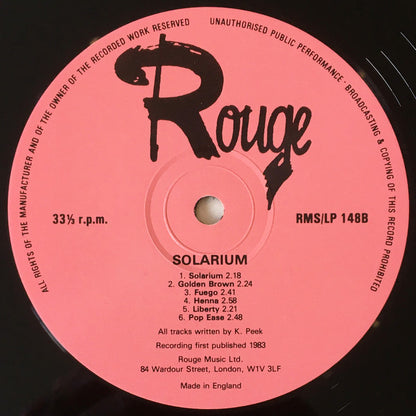 ALL RIGHTS OF THE MANUFACTURER AND OF THE OWNER OF THE RECORDED WORK RESERVED
UNAUTHORISED PUBLIC PERFORMANCE · BROADCASTING & COPYING OF THIS RECORD PROHIBITED
Rouge
33⅓ r.p.m.
RMS/LP 148B
SOLARIUM
1. Solarium 2.18
2. Golden Brown 2.24
3. Fuego 2.41
4. Henna 2.58
5. Liberty 2.21
6. Pop Ease 2.48
All tracks written by K. Peek
Recording first published 1983
Rouge Music Ltd.
84 Wardour Street, London, W1V 3LF
Made in England